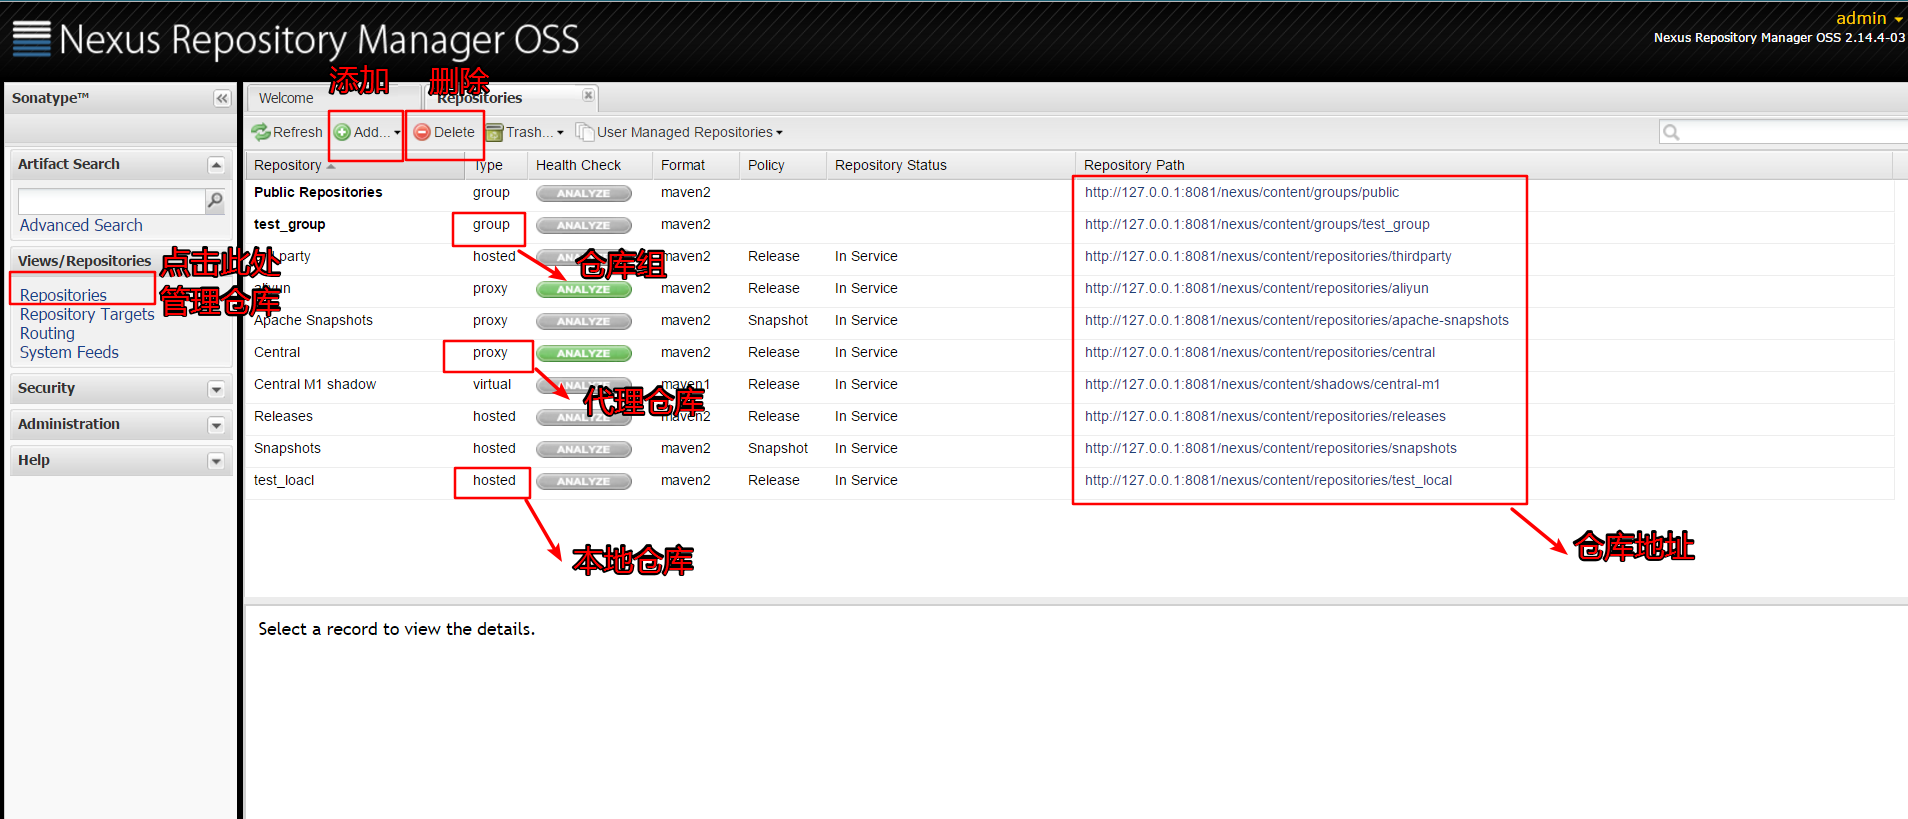 Nexus Repository Manager OSS
admin
Nexus Repository Manager OSS 2.14.4-03
添加 删除
Sonatype™
Welcome Repositories
Refresh Add... Delete Trash... User Managed Repositories
Artifact Search
Advanced Search
Views/Repositories
点击此处
管理仓库
Repositories
Repository Targets
Routing
System Feeds
Security
Administration
Help
Repository Type Health Check Format Policy Repository Status Repository Path
Public Repositories group ANALYZE maven2 http://127.0.0.1:8081/nexus/content/groups/public
test_group group ANALYZE maven2 http://127.0.0.1:8081/nexus/content/groups/test_group
party hosted maven2 Release In Service http://127.0.0.1:8081/nexus/content/repositories/thirdparty
仓库组
aliyun proxy ANALYZE maven2 Release In Service http://127.0.0.1:8081/nexus/content/repositories/aliyun
Apache Snapshots proxy ANALYZE maven2 Snapshot In Service http://127.0.0.1:8081/nexus/content/repositories/apache-snapshots
Central proxy ANALYZE maven2 Release In Service http://127.0.0.1:8081/nexus/content/repositories/central
Central M1 shadow virtual ANALYZE maven1 Release In Service http://127.0.0.1:8081/nexus/content/shadows/central-m1
代理仓库
Releases hosted ANALYZE maven2 Release In Service http://127.0.0.1:8081/nexus/content/repositories/releases
Snapshots hosted ANALYZE maven2 Snapshot In Service http://127.0.0.1:8081/nexus/content/repositories/snapshots
test_loacl hosted ANALYZE maven2 Release In Service http://127.0.0.1:8081/nexus/content/repositories/test_local
本地仓库
仓库地址
Select a record to view the details.